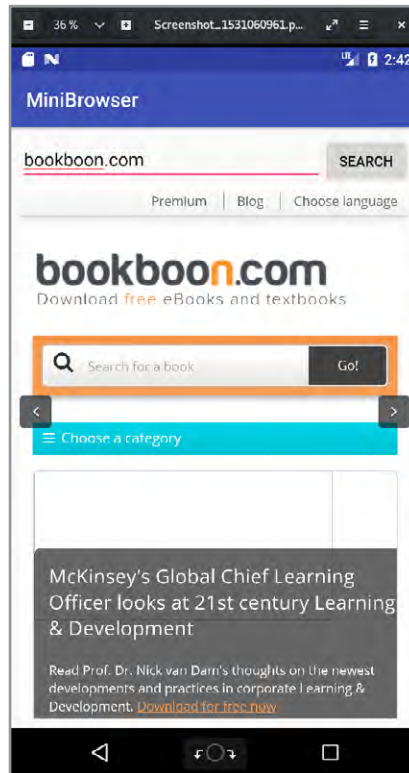 36 %
Screenshot_1531060961.p...
LTE
2:42
MiniBrowser
bookboon.com
SEARCH
Premium
Blog
Choose language
bookboon.com
Download free eBooks and textbooks
Search for a book
Go!
Choose a category
McKinsey's Global Chief Learning
Officer looks at 21st century Learning
& Development
Read Prof. Dr. Nick van Dam's thoughts on the newest
developments and practices in corporate Learning &
Development. Download for free now